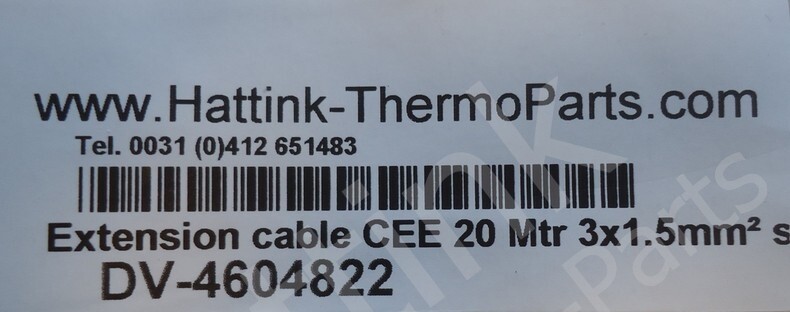 www.Hattink-ThermoParts.com
Tel. 0031 (0)412 651483
Extension cable CEE 20 Mtr 3x1.5mm² s
DV-4604822